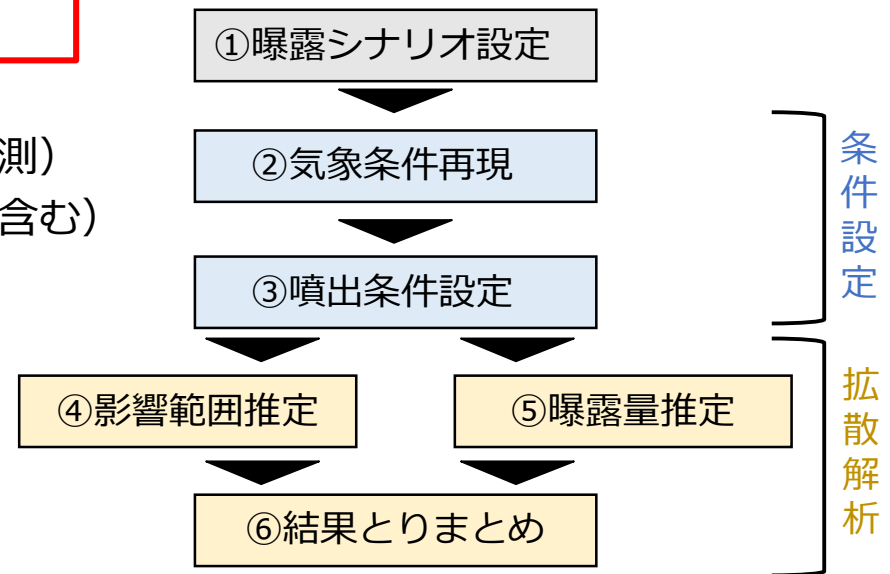 ①曝露シナリオ設定
測）
含む）
②気象条件再現
③噴出条件設定
条件設定
④影響範囲推定
⑤曝露量推定
⑥結果とりまとめ
拡散解析